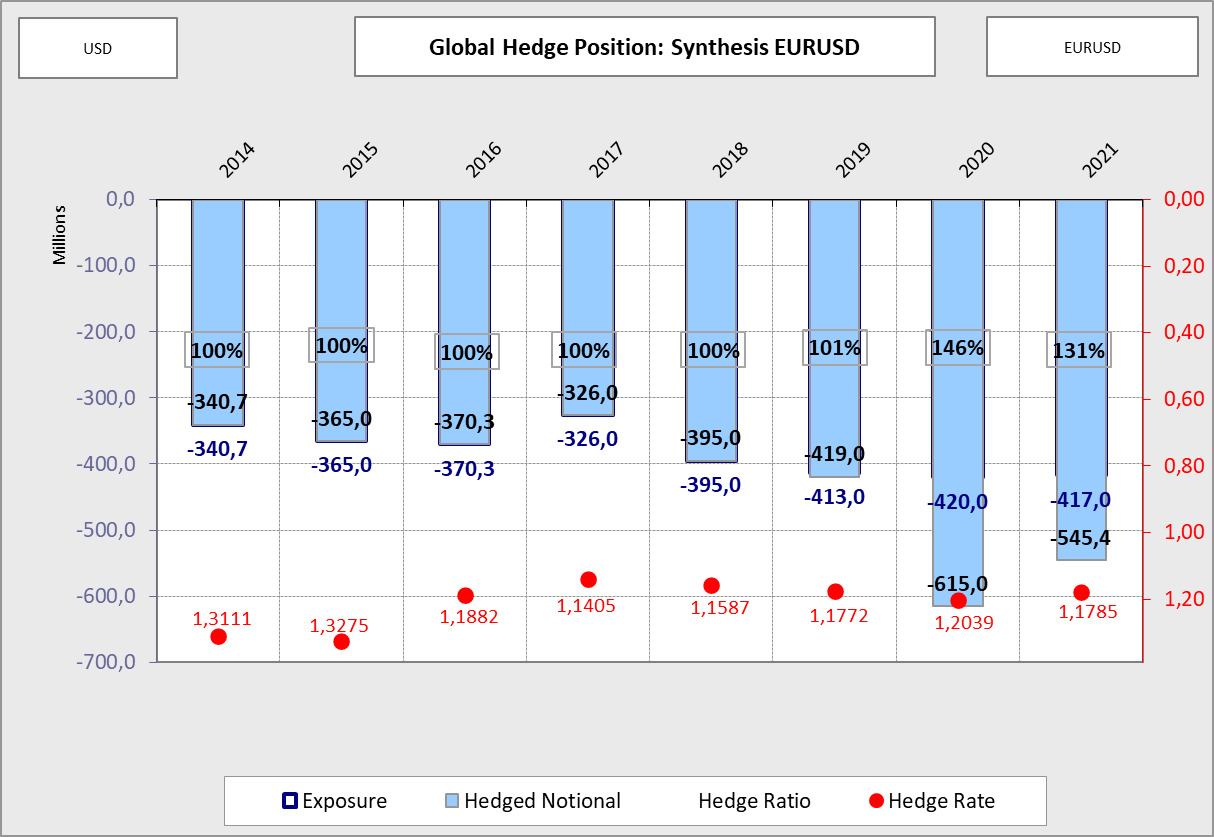 USD
Global Hedge Position: Synthesis EURUSD
EURUSD
2014 2015 2016 2017 2018 2019 2020 2021
Millions
0,0
-100,0
-200,0
-300,0
-400,0
-500,0
-600,0
-700,0
0,00
0,20
0,40
0,60
0,80
1,00
1,20
100% 100% 100% 100% 100% 101% 146% 131%
-340,7 -365,0 -370,3 -326,0 -395,0 -419,0 -615,0 -545,4
-340,7 -365,0 -370,3 -326,0 -395,0 -413,0 -420,0 -417,0
1,3111 1,3275 1,1882 1,1405 1,1587 1,1772 1,2039 1,1785
Exposure Hedged Notional Hedge Ratio Hedge Rate